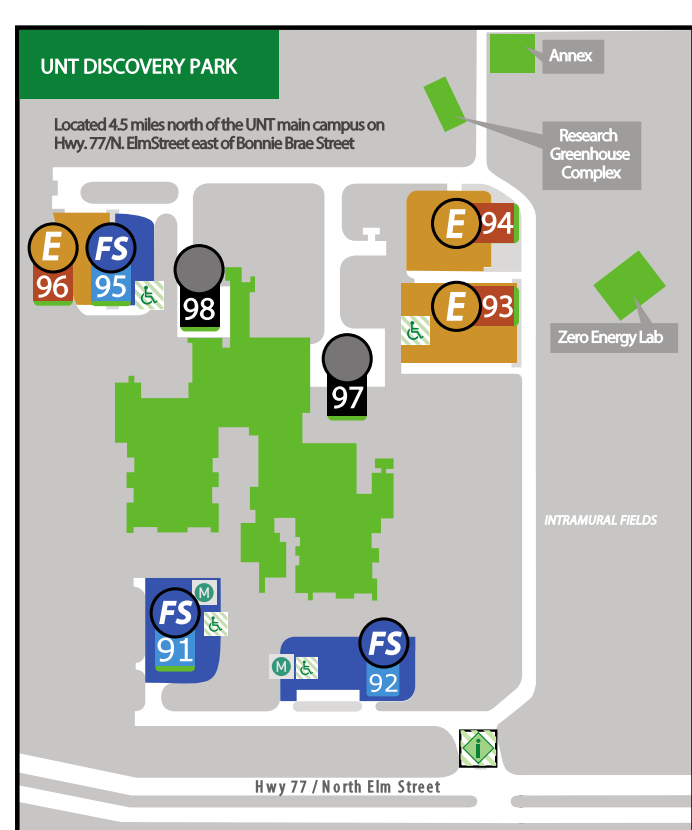 UNT DISCOVERY PARK
Annex
Located 4.5 miles north of the UNT main campus on
Hwy. 77/N. ElmStreet east of Bonnie Brae Street
Research
Greenhouse
Complex
E
94
E
96
FS
95
98
E
93
Zero Energy Lab
97
INTRAMURAL FIELDS
M
FS
91
FS
M
92
i
Hwy 77 / North Elm Street